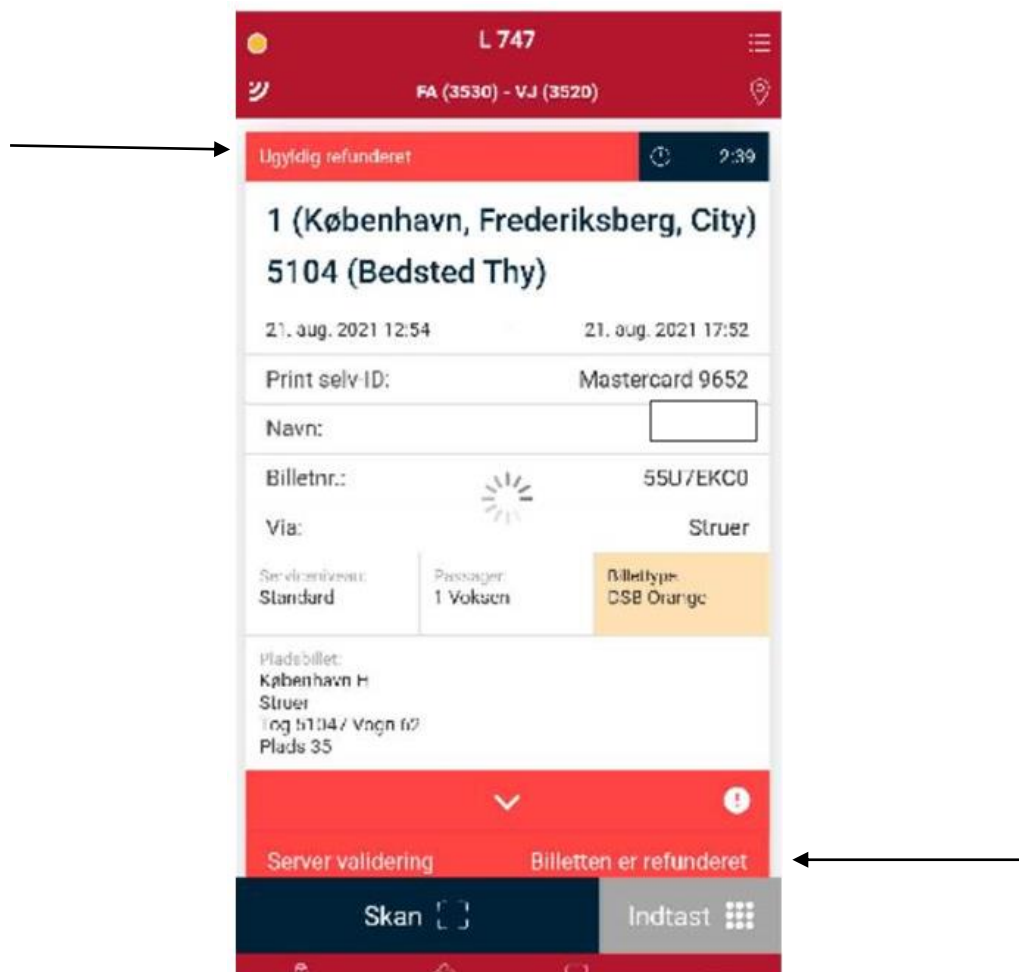 L 747
FA (3530) - VJ (3520)
Ugyldig refunderet
2:39
1 (København, Frederiksberg, City)
5104 (Bedsted Thy)
21. aug. 2021 12:54 21. aug. 2021 17:52
Print selv-ID: Mastercard 9652
Navn:
Billetnr.: 55U7EKC0
Via: Struer
Serviceniveau: Passager: Billettype:
Standard 1 Voksen DSB Orange
Pladsbillet:
København H
Struer
Tog 51047 Vogn 62
Plads 35
Server validering Billetten er refunderet
Skan Indtast